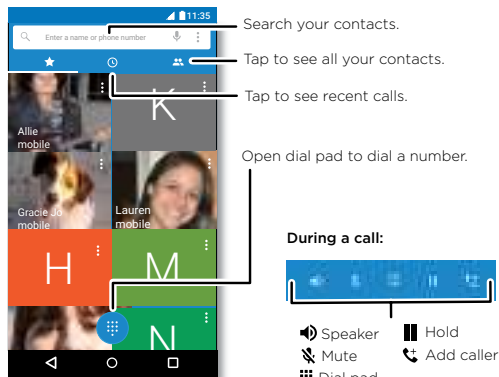 11:35
Enter a name or phone number
Search your contacts.
Tap to see all your contacts.
Tap to see recent calls.
Allie
mobile
K
Gracie Jo
mobile
Lauren
mobile
Open dial pad to dial a number.
H
M
N
During a call:
Speaker
Hold
Mute
Add caller
Dial pad